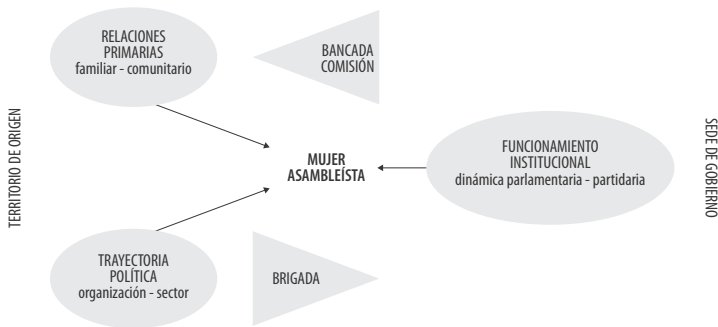 RELACIONES
PRIMARIAS
familiar - comunitario
BANCADA
COMISIÓN
TERRITORIO DE ORIGEN
MUJER
ASAMBLEÍSTA
FUNCIONAMIENTO
INSTITUCIONAL
dinámica parlamentaria - partidaria
SEDE DE GOBIERNO
TRAYECTORIA
POLÍTICA
organización - sector
BRIGADA